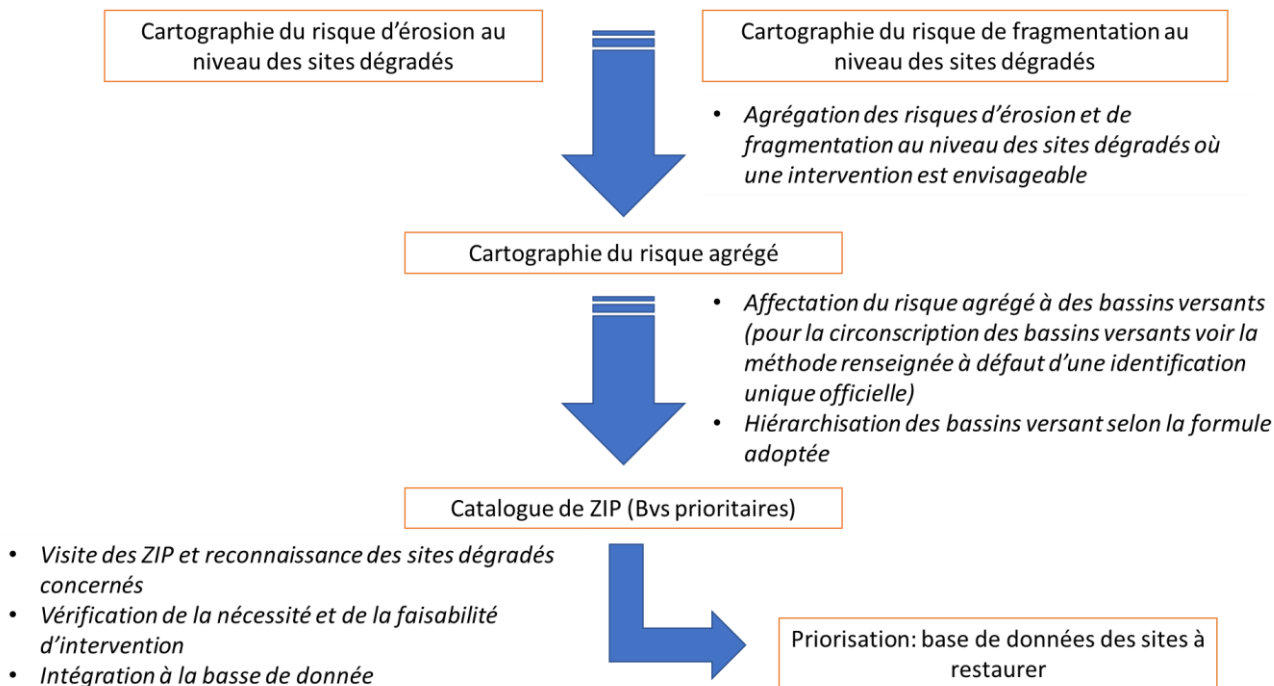 Cartographie du risque d'érosion au
niveau des sites dégradés
Cartographie du risque de fragmentation au
niveau des sites dégradés
• Agrégation des risques d'érosion et de
fragmentation au niveau des sites dégradés où
une intervention est envisageable
Cartographie du risque agrégé
• Affectation du risque agrégé à des bassins versants
(pour la circonscription des bassins versants voir la
méthode renseignée à défaut d'une identification
unique officielle)
• Hiérarchisation des bassins versant selon la formule
adoptée
Catalogue de ZIP (Bvs prioritaires)
• Visite des ZIP et reconnaissance des sites dégradés
concernés
• Vérification de la nécessité et de la faisabilité
d'intervention
• Intégration à la basse de donnée
Priorisation: base de données des sites à
restaurer